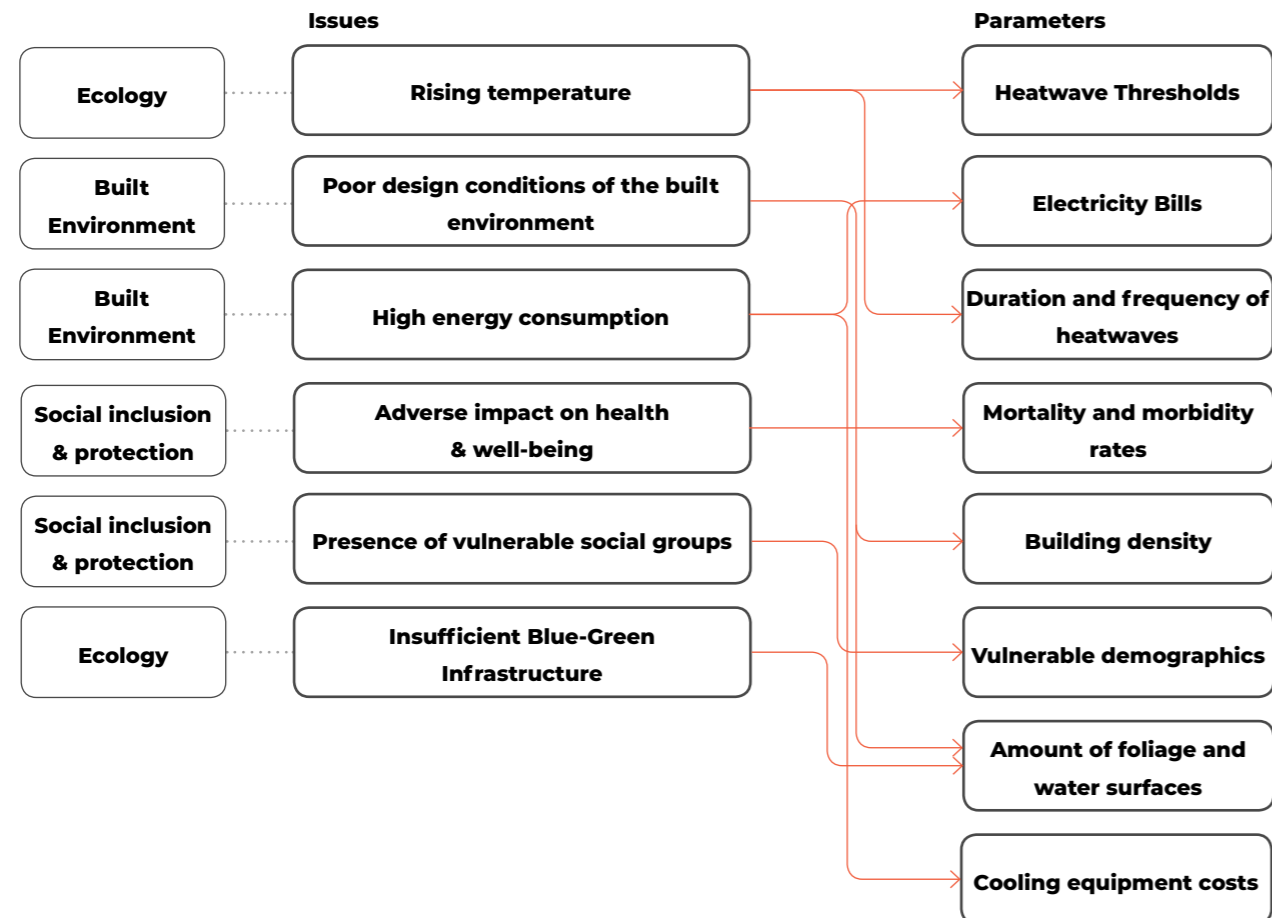 Issues
Parameters
Ecology
Rising temperature
Heatwave Thresholds
Built
Environment
Poor design conditions of the built
environment
Electricity Bills
Built
Environment
High energy consumption
Duration and frequency of
heatwaves
Social inclusion
& protection
Adverse impact on health
& well-being
Mortality and morbidity
rates
Social inclusion
& protection
Presence of vulnerable social groups
Building density
Ecology
Insufficient Blue-Green
Infrastructure
Vulnerable demographics
Amount of foliage and
water surfaces
Cooling equipment costs